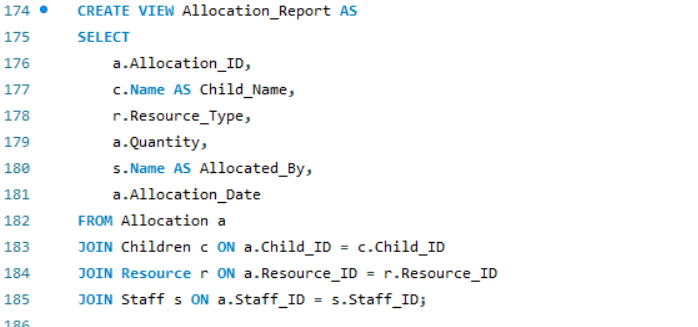 174 CREATE VIEW Allocation_Report AS
175 SELECT
176 a.Allocation_ID,
177 c.Name AS Child_Name,
178 r.Resource_Type,
179 a.Quantity,
180 s.Name AS Allocated_By,
181 a.Allocation_Date
182 FROM Allocation a
183 JOIN Children c ON a.Child_ID = c.Child_ID
184 JOIN Resource r ON a.Resource_ID = r.Resource_ID
185 JOIN Staff s ON a.Staff_ID = s.Staff_ID;
186